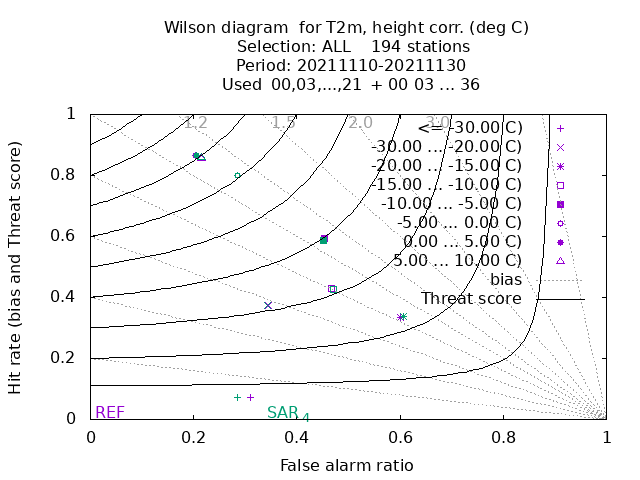 Wilson diagram  for T2m, height corr. (deg C)
Selection: ALL    194 stations
Period: 20211110-20211130
Used  00,03,...,21  + 00 03 ... 36
Hit rate (bias and Threat score)
1
0.8
0.6
0.4
0.2
0
1.2
1.5
2.0
3.0
<= -30.00 C)
-30.00 ... -20.00 C)
-20.00 ... -15.00 C)
-15.00 ... -10.00 C)
-10.00 ... -5.00 C)
-5.00 ... 0.00 C)
0.00 ... 5.00 C)
5.00 ... 10.00 C)
bias
Threat score
REF
SAR_4
0
0.2
0.4
0.6
0.8
1
False alarm ratio